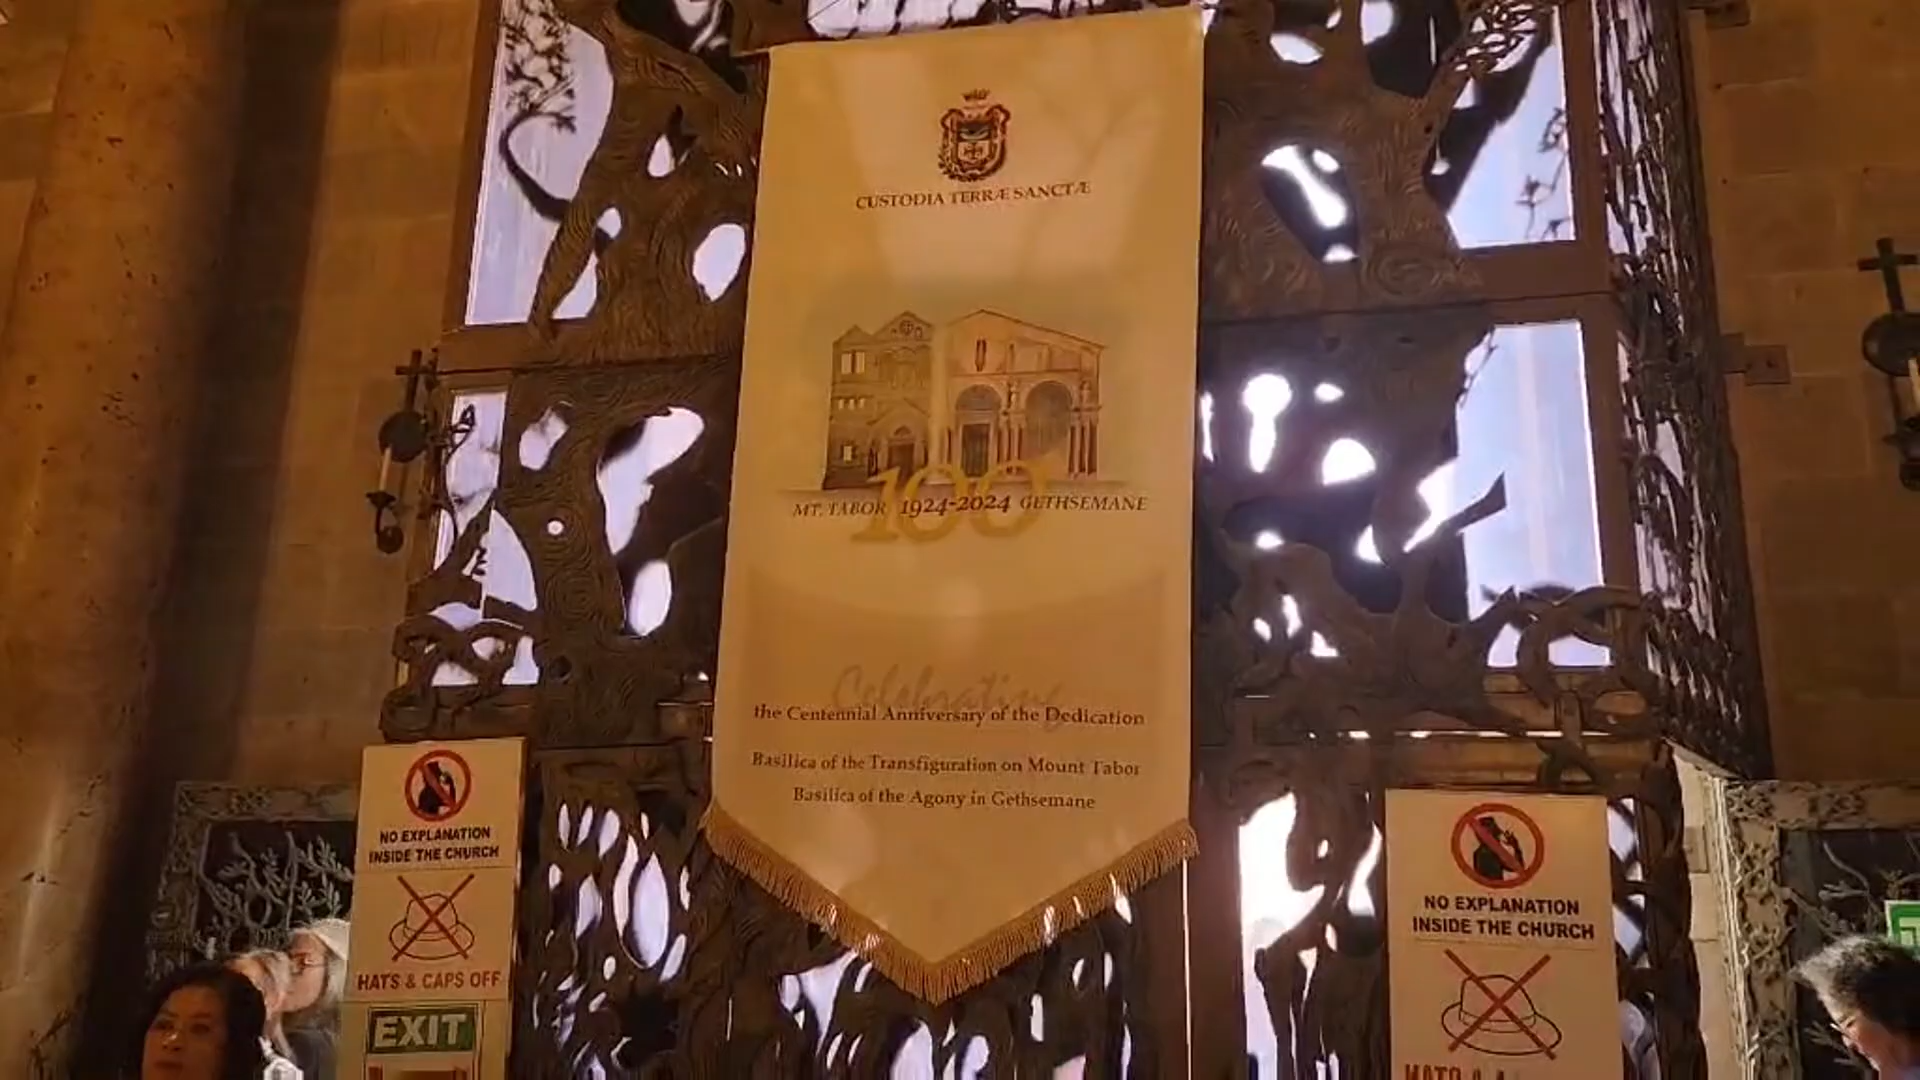 CUSTODIA TERRÆ SANCTÆ
100
MT. TABOR 1924-2024 GETHSEMANE
Celebrating
the Centennial Anniversary of the Dedication
Basilica of the Transfiguration on Mount Tabor
Basilica of the Agony in Gethsemane
NO EXPLANATION
INSIDE THE CHURCH
HATS & CAPS OFF
EXIT
NO EXPLANATION
INSIDE THE CHURCH